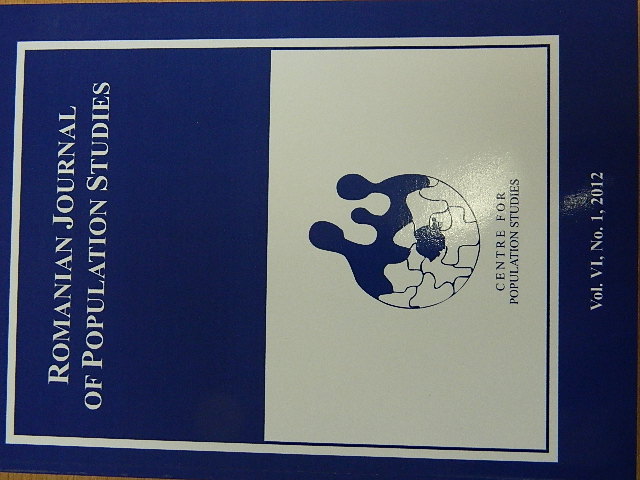 ROMANIAN JOURNAL
OF POPULATION STUDIES
CENTRE FOR
POPULATION STUDIES
Vol. VI, No. 1, 2012